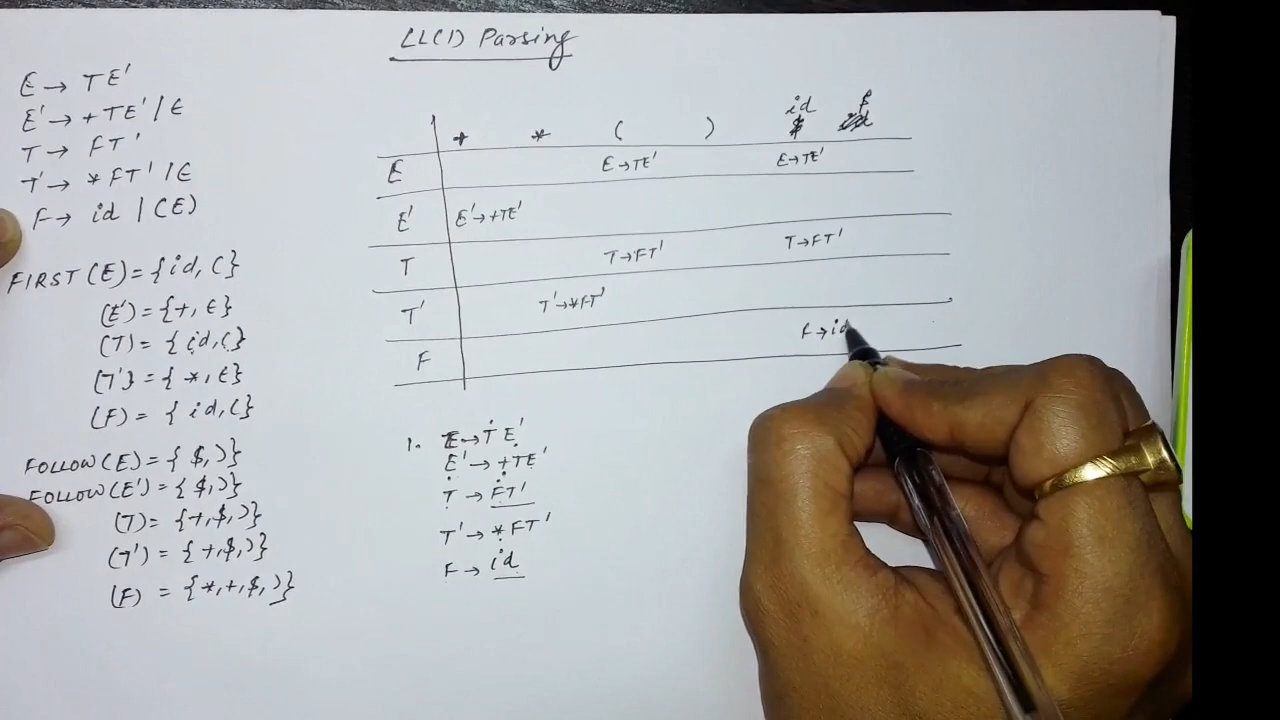 LL(1) Parsing
E → TE'
E' → +TE' / ϵ
T → FT'
T' → *FT' / ϵ
F → id | (E)
FIRST(E) = {id, (}
(E') = {+, ϵ}
(T) = {id, (}
(T') = {*, ϵ}
(F) = {id, (}
FOLLOW(E) = {$, )}
FOLLOW(E') = {$, )}
(T) = {+, $, )}
(T') = {+, $, )}
(F) = {*, +, $, )}
+ * ( ) id $
E E→TE' E→TE'
E' E'→+TE'
T T→FT' T→FT'
T' T'→*FT'
F F→id
1. E → TE'
E' → +TE'
T → FT'
T' → *FT'
F → id